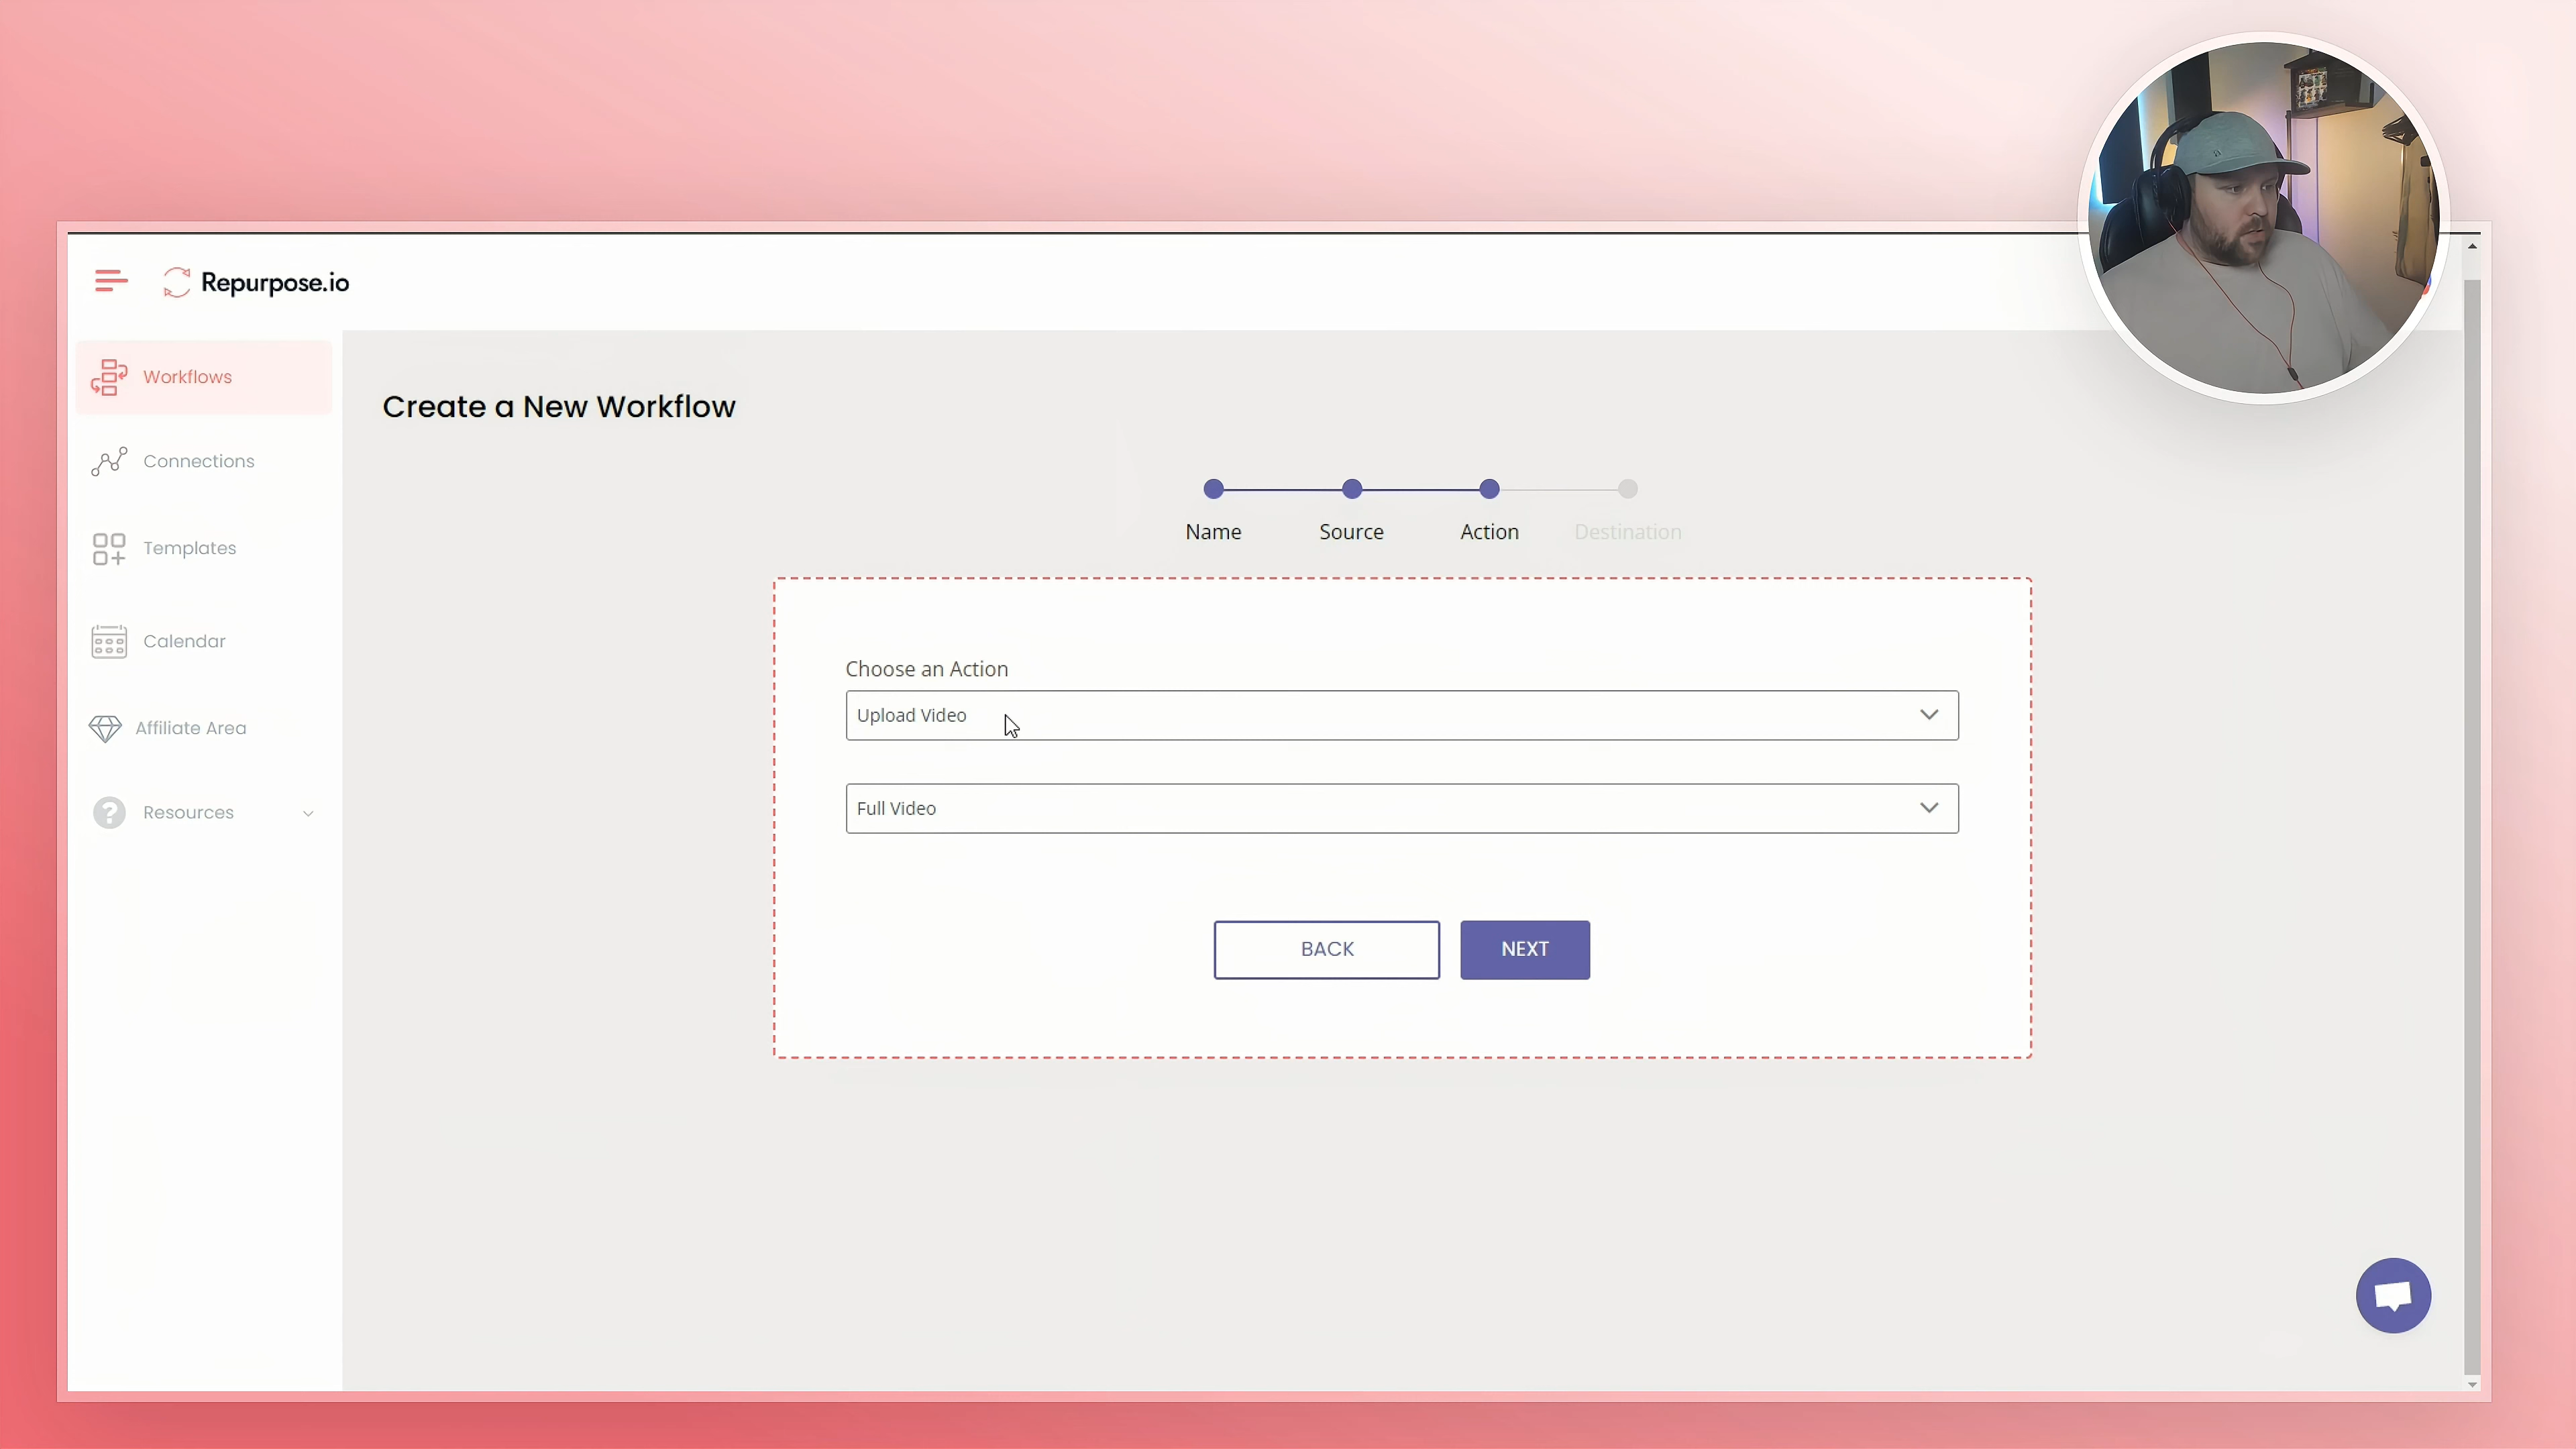 Repurpose.io
Workflows
Connections
Templates
Calendar
Affiliate Area
Resources
Create a New Workflow
Name
Source
Action
Destination
Choose an Action
Upload Video
Full Video
BACK
NEXT